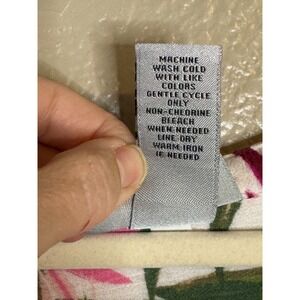 MACHINE
WASH COLD
WITH LIKE
COLORS
GENTLE CYCLE
ONLY
NON-CHLORINE
BLEACH
WHEN NEEDED
LINE DRY
WARM IRON
IF NEEDED